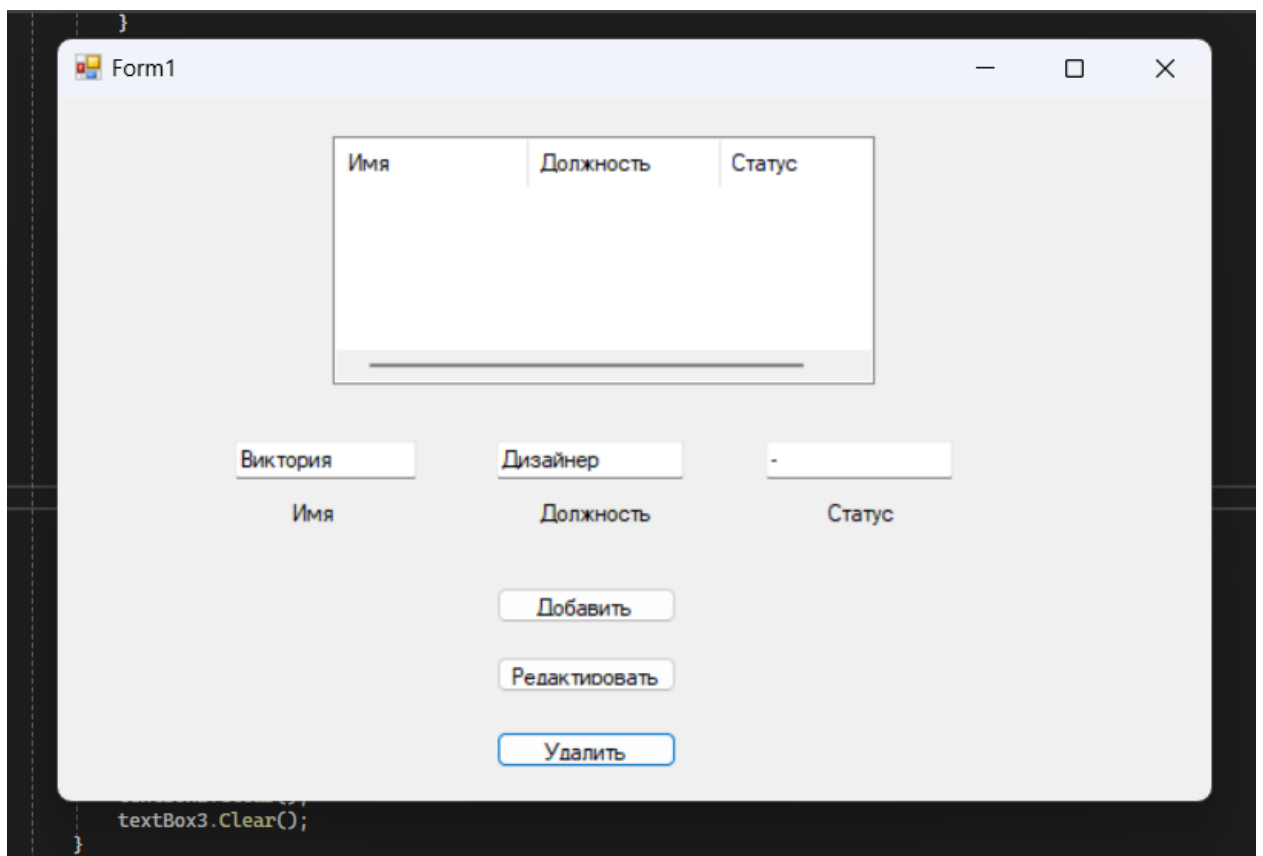 }
Form1
Имя Должность Статус
Виктория Дизайнер -
Имя Должность Статус
Добавить
Редактировать
Удалить
textBox3.Clear();
}